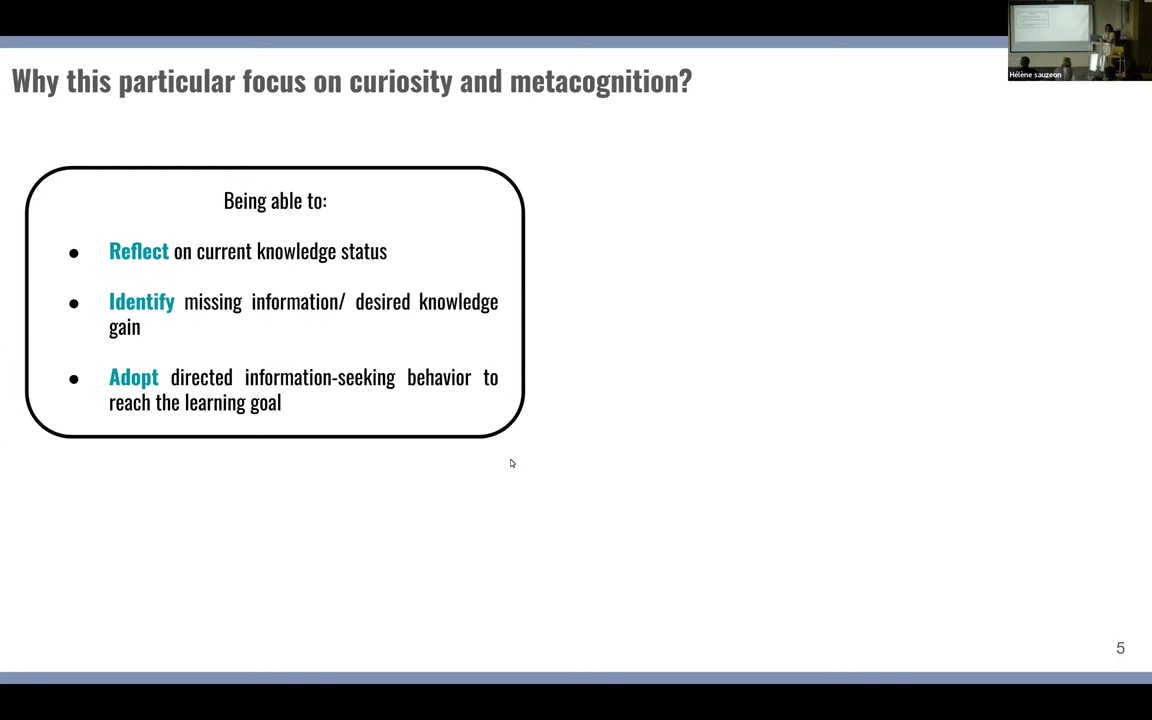 Why this particular focus on curiosity and metacognition?
Hélène sauzeon
Being able to:
● Reflect on current knowledge status
● Identify missing information/ desired knowledge
gain
● Adopt directed information-seeking behavior to
reach the learning goal
5